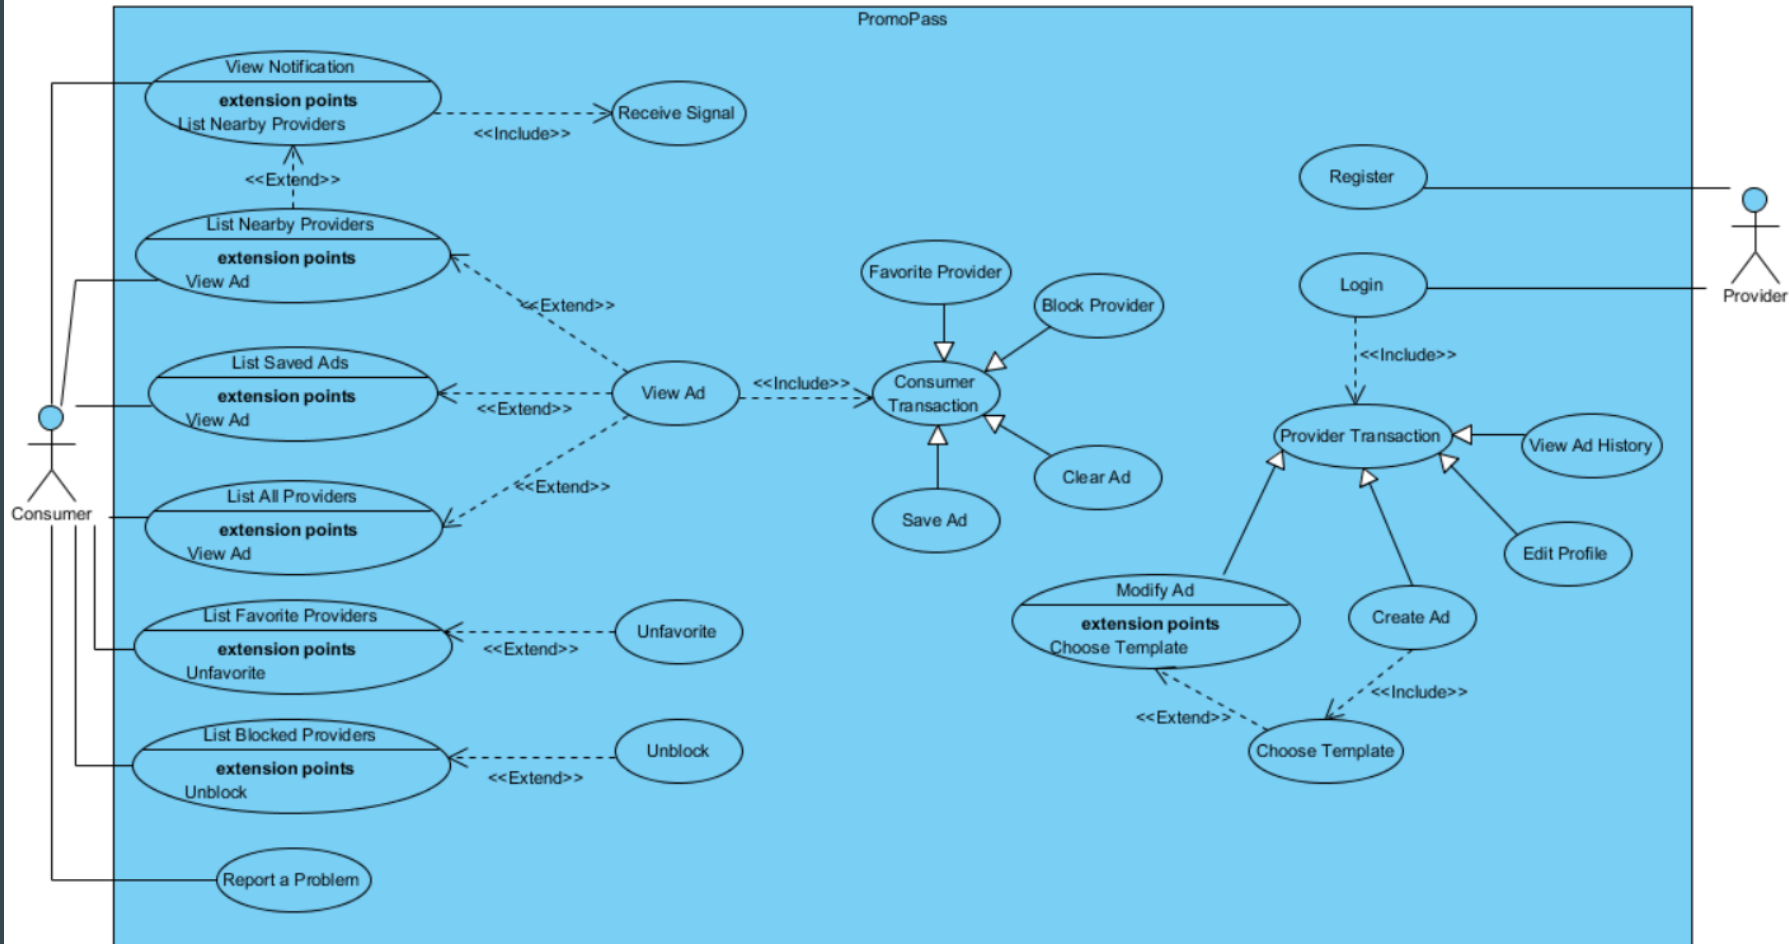 PromoPass
View Notification
extension points
List Nearby Providers
<<Include>>
Receive Signal
<<Extend>>
List Nearby Providers
extension points
View Ad
<<Extend>>
List Saved Ads
extension points
View Ad
<<Extend>>
View Ad
<<Include>>
Consumer
Transaction
Favorite Provider
Block Provider
Clear Ad
Save Ad
Consumer
List All Providers
extension points
View Ad
<<Extend>>
List Favorite Providers
extension points
Unfavorite
<<Extend>>
Unfavorite
List Blocked Providers
extension points
Unblock
<<Extend>>
Unblock
Report a Problem
Register
Login
Provider
<<Include>>
Provider Transaction
View Ad History
Edit Profile
Modify Ad
extension points
Choose Template
Create Ad
<<Include>>
<<Extend>>
Choose Template